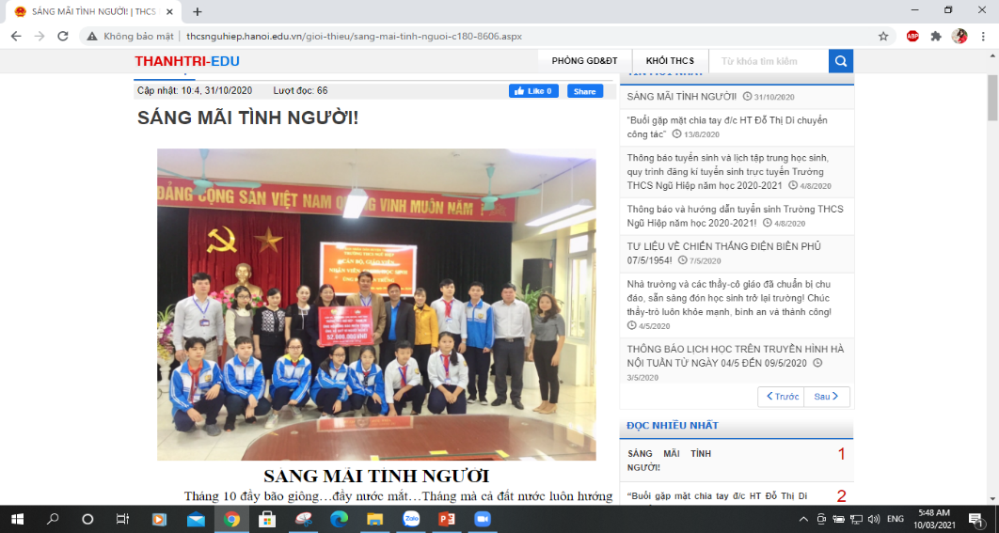 SÁNG MÃI TÌNH NGƯỜI! | THCS
Không bảo mật | thcsnguhiep.hanoi.edu.vn/gioi-thieu/sang-mai-tinh-nguoi-c180-8606.aspx
THANHTRI-EDU
PHÒNG GD&ĐT
KHỐI THCS
Từ khóa tìm kiếm
Cập nhật: 10:4, 31/10/2020
Lượt đọc: 66
Like 0
Share
SÁNG MÃI TÌNH NGƯỜI!
ĐẢNG CỘNG SẢN VIỆT NAM QUANG VINH MUÔN NĂM
TRƯỜNG THCS NGŨ HIỆP
52.000.000 VNĐ
SÁNG MÃI TÌNH NGƯỜI
Tháng 10 đầy bão giông…đầy nước mắt…Tháng mà cả đất nước luôn hướng
TIN MỚI NHẤT
SÁNG MÃI TÌNH NGƯỜI! 31/10/2020
"Buổi gặp mặt chia tay đ/c HT Đỗ Thị Di chuyển
công tác" 13/8/2020
Thông báo tuyển sinh và lịch tập trung học sinh,
quy trình đăng kí tuyển sinh trực tuyến Trường
THCS Ngũ Hiệp năm học 2020-2021 4/8/2020
Thông báo và hướng dẫn tuyển sinh Trường THCS
Ngũ Hiệp năm học 2020-2021! 4/8/2020
TƯ LIỆU VỀ CHIẾN THẮNG ĐIỆN BIÊN PHỦ
07/5/1954! 7/5/2020
Nhà trường và các thầy-cô giáo đã chuẩn bị chu
đáo, sẵn sàng đón học sinh trở lại trường! Chúc
thầy-trò luôn khỏe mạnh, bình an và thành công!
4/5/2020
THÔNG BÁO LỊCH HỌC TRÊN TRUYỀN HÌNH HÀ
NỘI TUẦN TỪ NGÀY 04/5 ĐẾN 09/5/2020
3/5/2020
Trước
Sau
ĐỌC NHIỀU NHẤT
SÁNG MÃI TÌNH
NGƯỜI!
1
"Buổi gặp mặt chia tay đ/c HT Đỗ Thị Di
2
ABP
Zalo
ENG
5:48 AM
10/03/2021
1